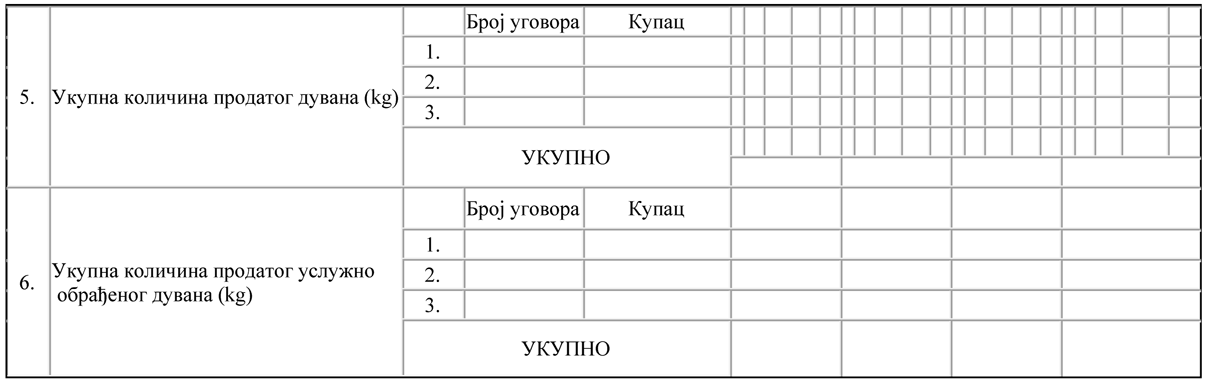 Број уговора Купац
1.
2.
5. Укупна количина продатог дувана (kg)
3.
УКУПНО
Број уговора Купац
1.
6. Укупна количина продатог услужно
обрађеног дувана (kg)
2.
3.
УКУПНО